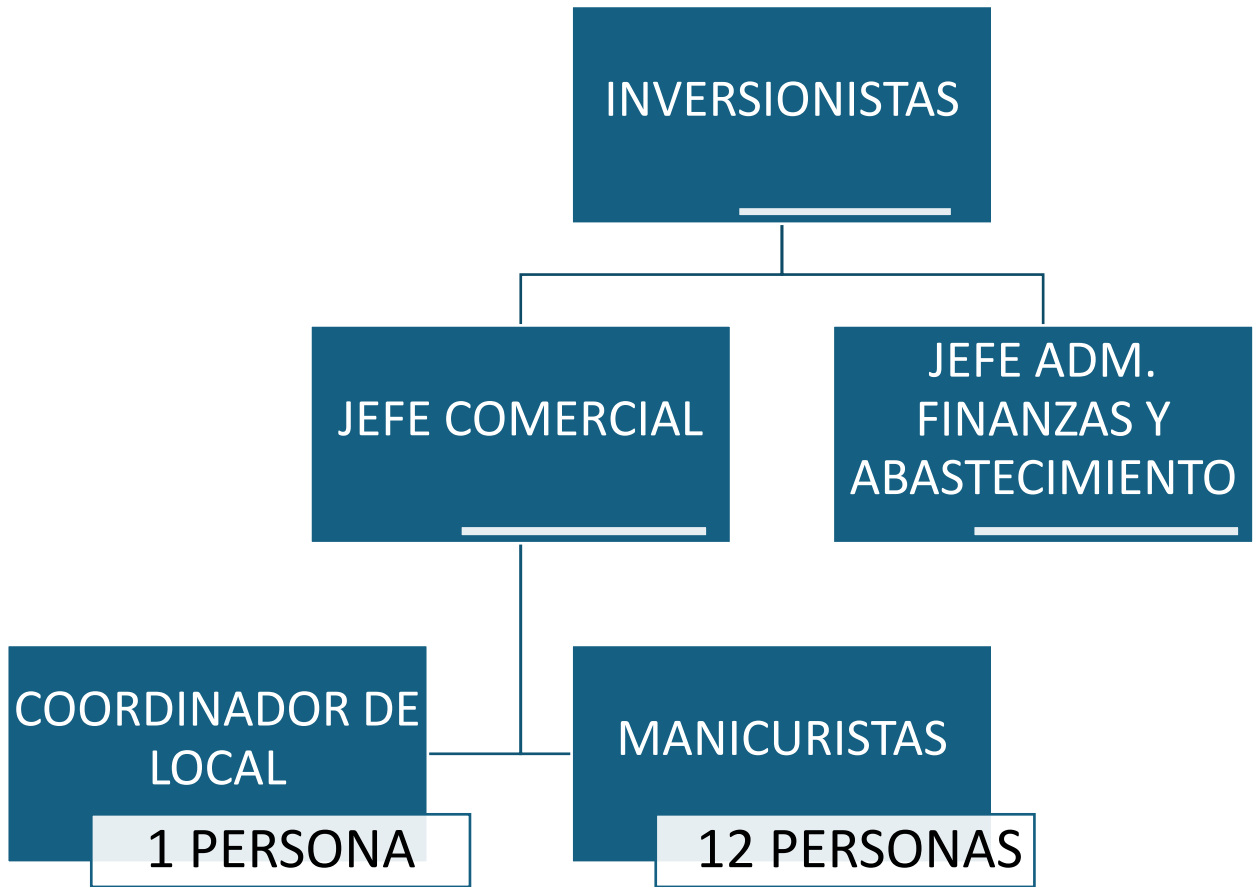 INVERSIONISTAS
JEFE COMERCIAL
JEFE ADM.
FINANZAS Y
ABASTECIMIENTO
COORDINADOR DE
LOCAL
1 PERSONA
MANICURISTAS
12 PERSONAS